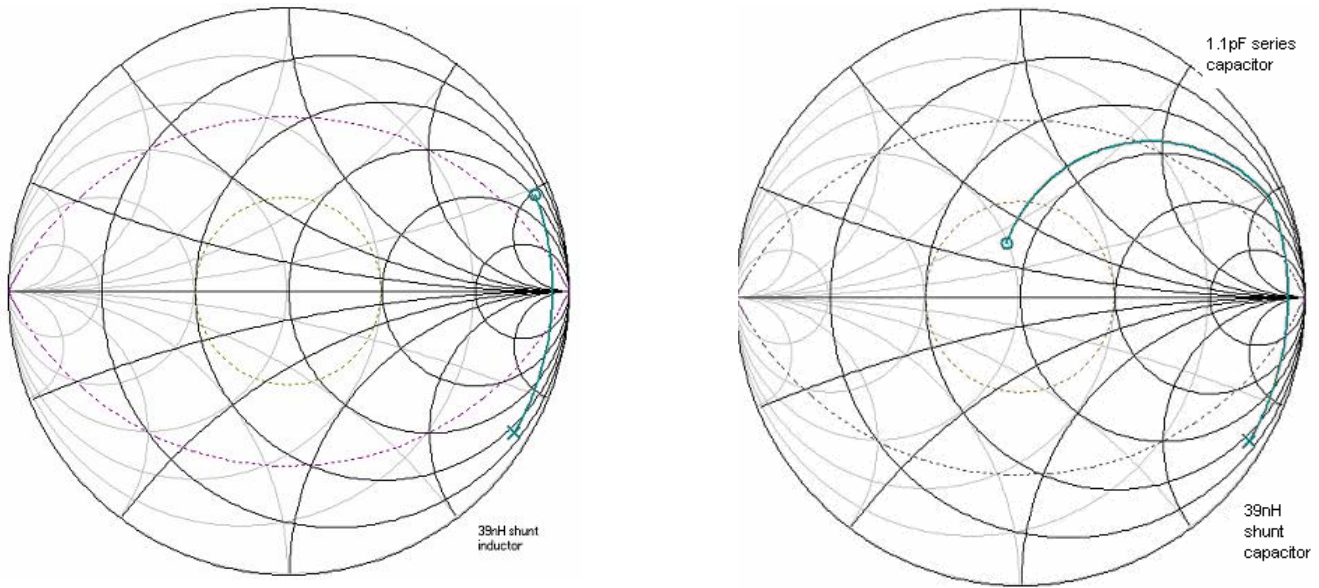 39nH shunt
inductor
1.1pF series
capacitor
39nH
shunt
capacitor